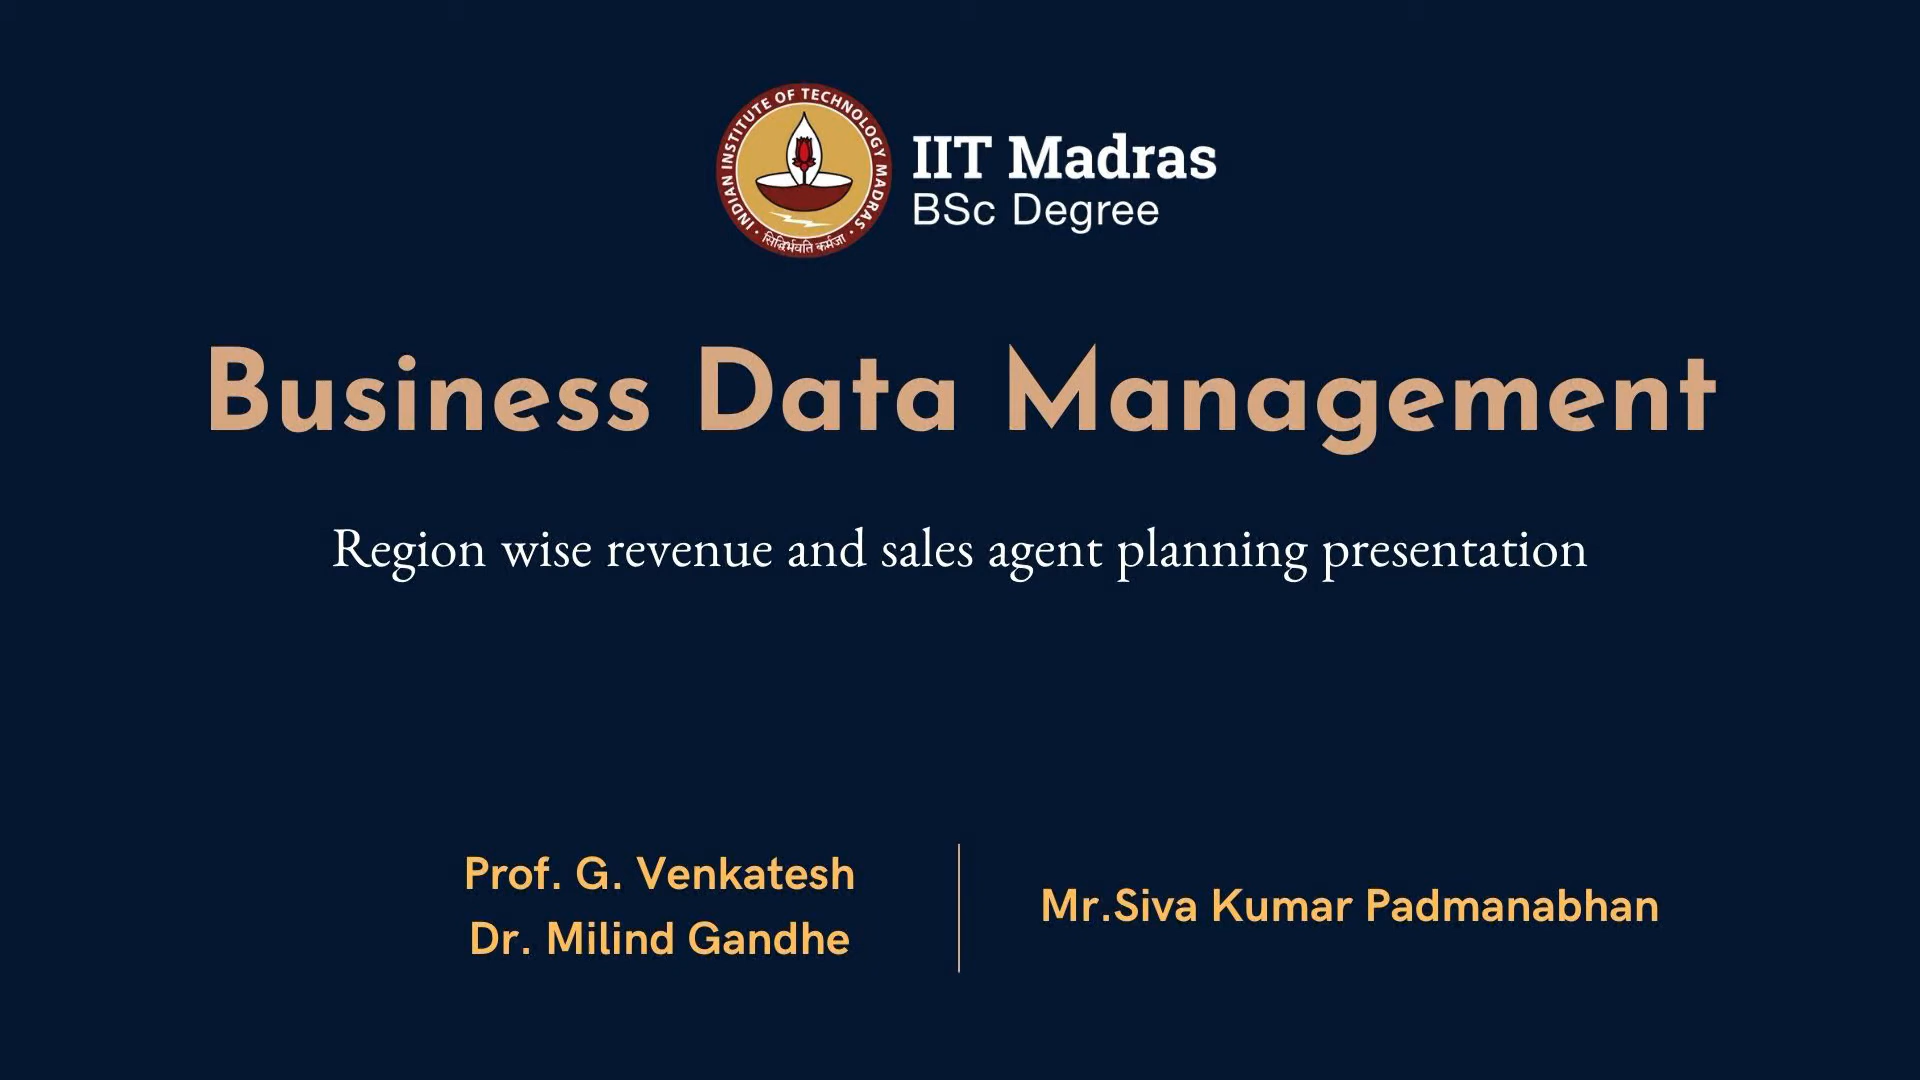 INDIAN INSTITUTE OF TECHNOLOGY MADRAS
सिद्धिर्भवति कर्मजा
IIT Madras
BSc Degree
Business Data Management
Region wise revenue and sales agent planning presentation
Prof. G. Venkatesh
Dr. Milind Gandhe
Mr.Siva Kumar Padmanabhan